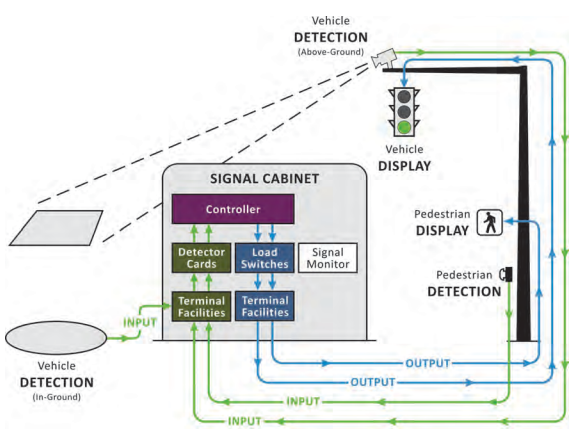 Vehicle
DETECTION
(Above-Ground)
Vehicle
DISPLAY
SIGNAL CABINET
Controller
Detector
Cards
Load
Switches
Signal
Monitor
Terminal
Facilities
Terminal
Facilities
Pedestrian
DISPLAY
Pedestrian
DETECTION
INPUT
Vehicle
DETECTION
(In-Ground)
OUTPUT
OUTPUT
INPUT
INPUT